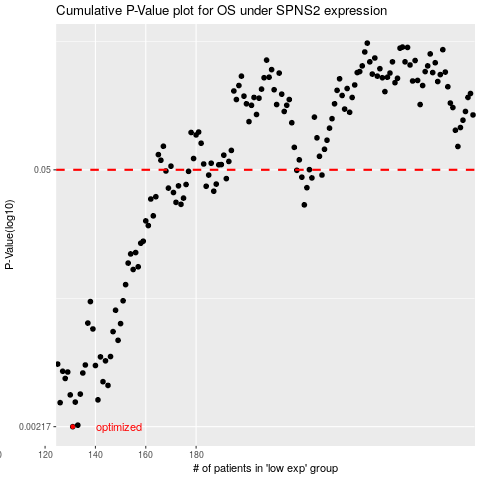 Cumulative P-Value plot for OS under SPNS2 expression
P-Value(log10)
0.05
0.00217
optimized
0
120
140
160
180
# of patients in 'low exp' group